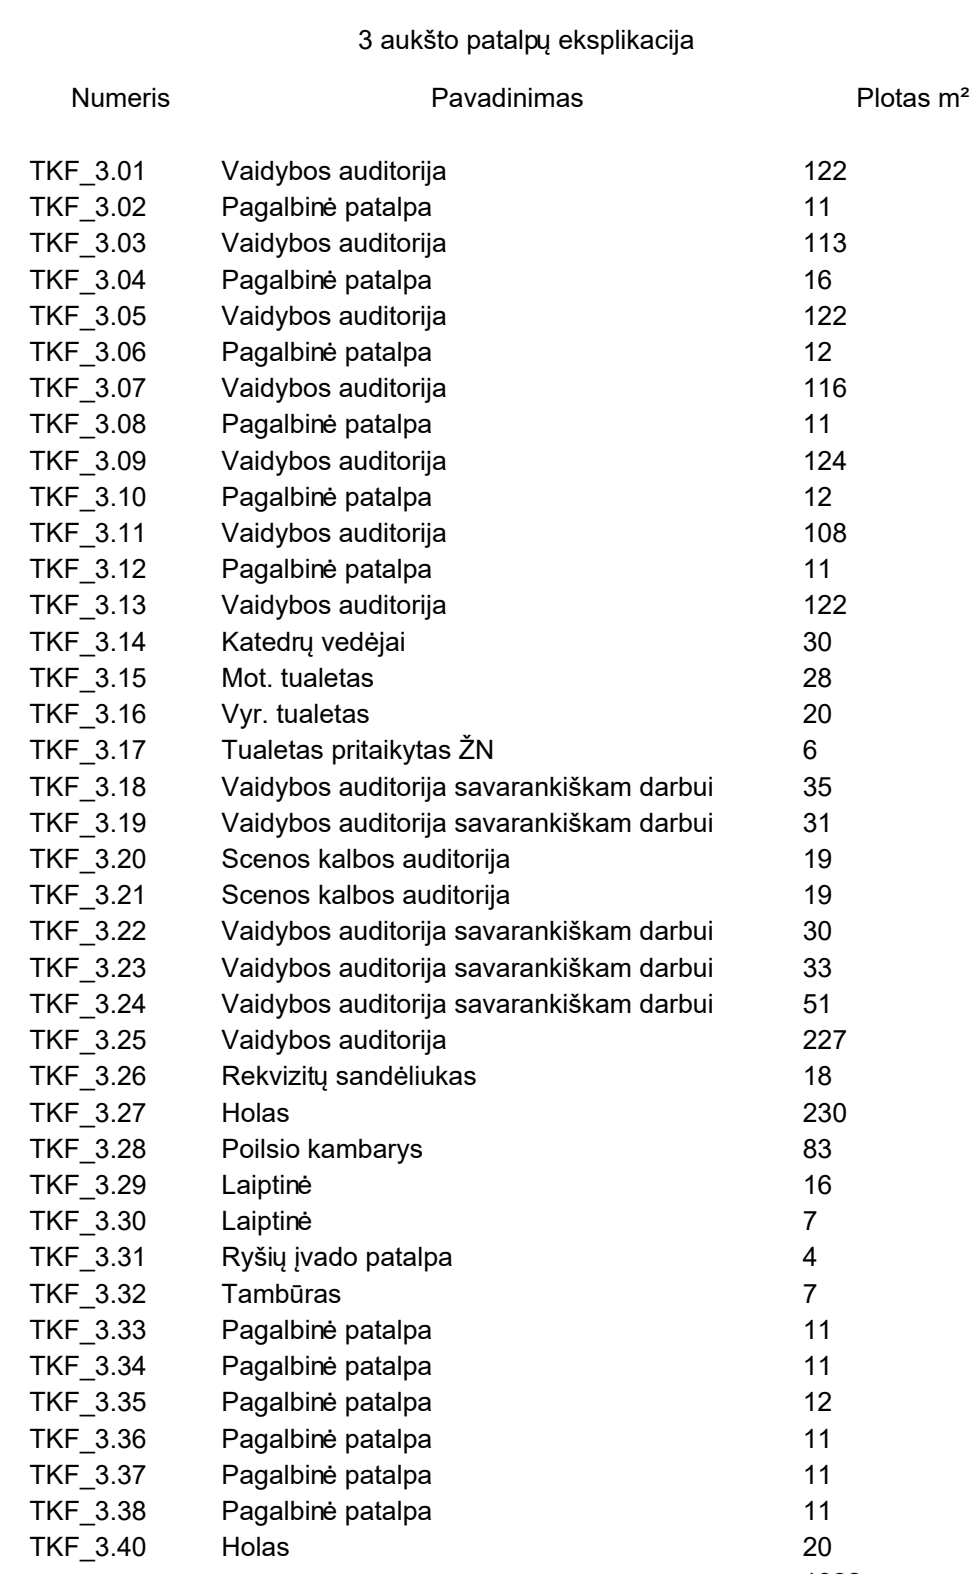 3 aukšto patalpų eksplikacija
Numeris Pavadinimas Plotas m²
TKF_3.01 Vaidybos auditorija 122
TKF_3.02 Pagalbinė patalpa 11
TKF_3.03 Vaidybos auditorija 113
TKF_3.04 Pagalbinė patalpa 16
TKF_3.05 Vaidybos auditorija 122
TKF_3.06 Pagalbinė patalpa 12
TKF_3.07 Vaidybos auditorija 116
TKF_3.08 Pagalbinė patalpa 11
TKF_3.09 Vaidybos auditorija 124
TKF_3.10 Pagalbinė patalpa 12
TKF_3.11 Vaidybos auditorija 108
TKF_3.12 Pagalbinė patalpa 11
TKF_3.13 Vaidybos auditorija 122
TKF_3.14 Katedrų vedėjai 30
TKF_3.15 Mot. tualetas 28
TKF_3.16 Vyr. tualetas 20
TKF_3.17 Tualetas pritaikytas ŽN 6
TKF_3.18 Vaidybos auditorija savarankiškam darbui 35
TKF_3.19 Vaidybos auditorija savarankiškam darbui 31
TKF_3.20 Scenos kalbos auditorija 19
TKF_3.21 Scenos kalbos auditorija 19
TKF_3.22 Vaidybos auditorija savarankiškam darbui 30
TKF_3.23 Vaidybos auditorija savarankiškam darbui 33
TKF_3.24 Vaidybos auditorija savarankiškam darbui 51
TKF_3.25 Vaidybos auditorija 227
TKF_3.26 Rekvizitų sandėliukas 18
TKF_3.27 Holas 230
TKF_3.28 Poilsio kambarys 83
TKF_3.29 Laiptinė 16
TKF_3.30 Laiptinė 7
TKF_3.31 Ryšių įvado patalpa 4
TKF_3.32 Tambūras 7
TKF_3.33 Pagalbinė patalpa 11
TKF_3.34 Pagalbinė patalpa 11
TKF_3.35 Pagalbinė patalpa 12
TKF_3.36 Pagalbinė patalpa 11
TKF_3.37 Pagalbinė patalpa 11
TKF_3.38 Pagalbinė patalpa 11
TKF_3.40 Holas 20